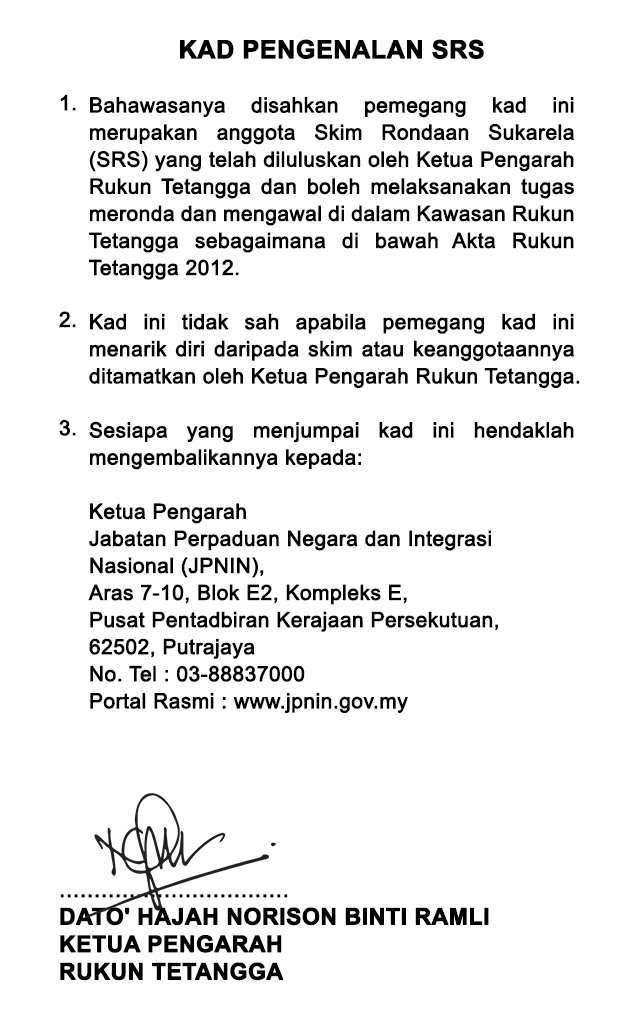 KAD PENGENALAN SRS
1. Bahawasanya disahkan pemegang kad ini
merupakan anggota Skim Rondaan Sukarela
(SRS) yang telah diluluskan oleh Ketua Pengarah
Rukun Tetangga dan boleh melaksanakan tugas
meronda dan mengawal di dalam Kawasan Rukun
Tetangga sebagaimana di bawah Akta Rukun
Tetangga 2012.
2. Kad ini tidak sah apabila pemegang kad ini
menarik diri daripada skim atau keanggotaannya
ditamatkan oleh Ketua Pengarah Rukun Tetangga.
3. Sesiapa yang menjumpai kad ini hendaklah
mengembalikannya kepada:
Ketua Pengarah
Jabatan Perpaduan Negara dan Integrasi
Nasional (JPNIN),
Aras 7-10, Blok E2, Kompleks E,
Pusat Pentadbiran Kerajaan Persekutuan,
62502, Putrajaya
No. Tel : 03-88837000
Portal Rasmi : www.jpnin.gov.my
DATO' HAJAH NORISON BINTI RAMLI
KETUA PENGARAH
RUKUN TETANGGA